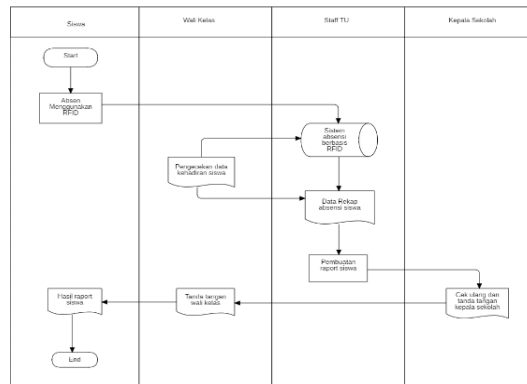 Siswa
Wali Kelas
Staff TU
Kepala Sekolah
Start
Absen
Menggunakan
RFID
Sistem
absensi
berbasis
RFID
Pengecekan data
kehadiran siswa
Data Rekap
absensi siswa
Pembuatan
raport siswa
Cek ulang dan
tanda tangan
kepala sekolah
Tanda tangan
wali kelas
Hasil raport
siswa
End